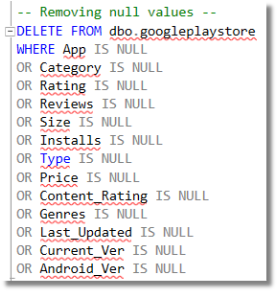 -- Removing null values --
DELETE FROM dbo.googleplaystore
WHERE App IS NULL
OR Category IS NULL
OR Rating IS NULL
OR Reviews IS NULL
OR Size IS NULL
OR Installs IS NULL
OR Type IS NULL
OR Price IS NULL
OR Content_Rating IS NULL
OR Genres IS NULL
OR Last_Updated IS NULL
OR Current_Ver IS NULL
OR Android_Ver IS NULL